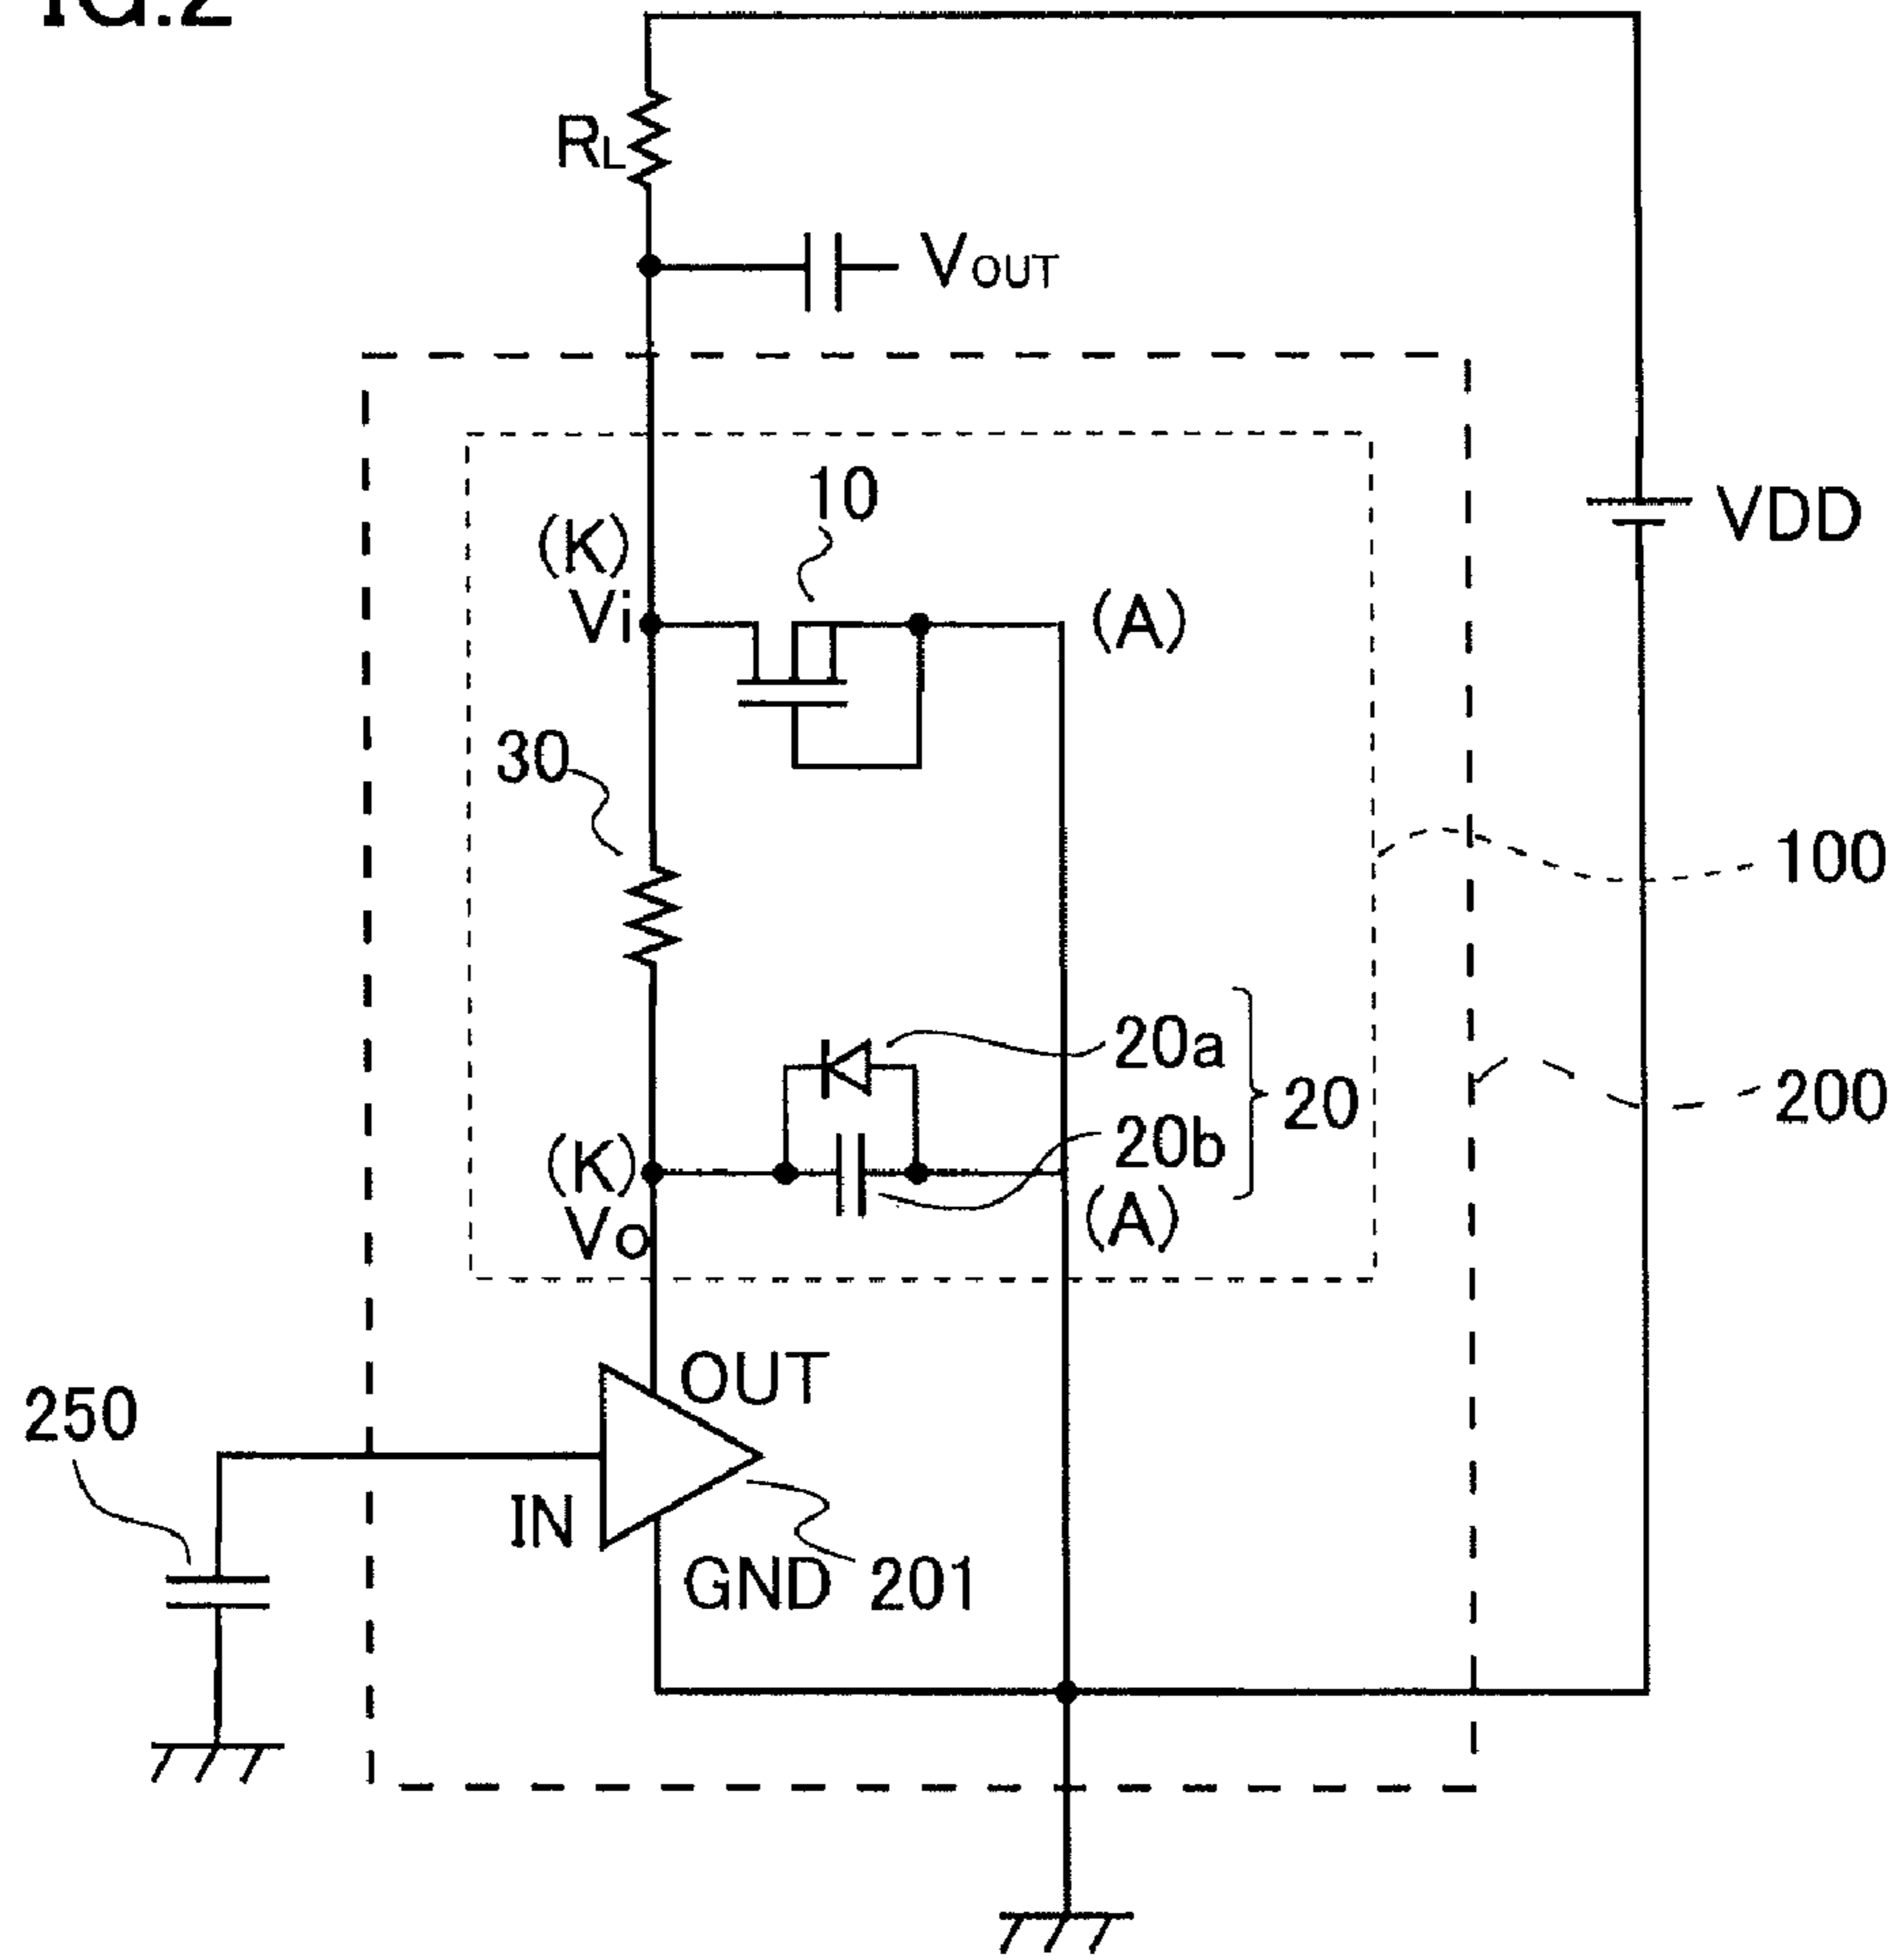 IG.2
RL
VOUT
10
(K)
Vi
(A)
VDD
30
100
20a
20
20b
200
(K)
Vo
(A)
OUT
250
IN
GND
201